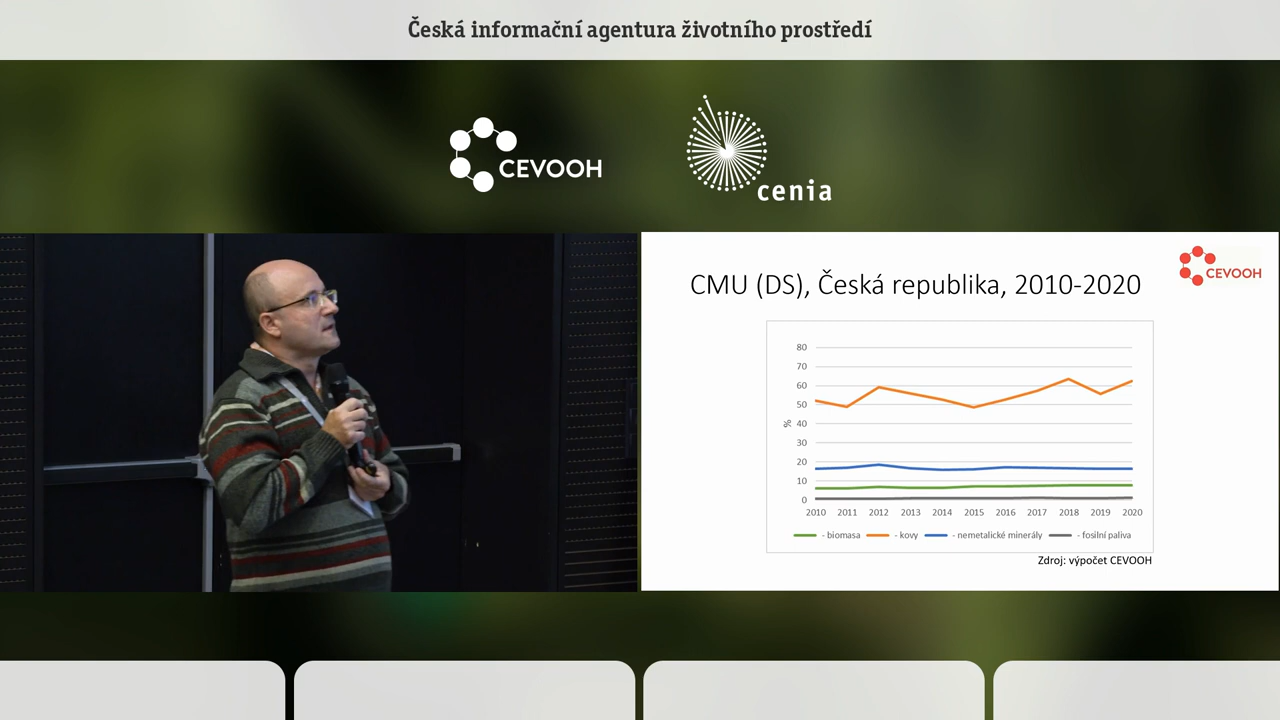 Česká informační agentura životního prostředí
CEVOOH
cenia
CEVOOH
CMU (DS), Česká republika, 2010-2020
80
70
60
50
40
30
20
10
0
%
2010 2011 2012 2013 2014 2015 2016 2017 2018 2019 2020
- biomasa - kovy - nemetalické minerály - fosilní paliva
Zdroj: výpočet CEVOOH